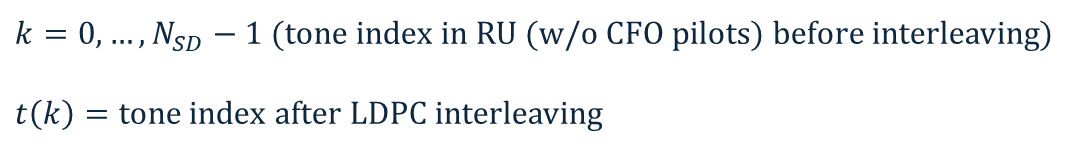 k = 0, ..., N_SD − 1 (tone index in RU (w/o CFO pilots) before interleaving)
t(k) = tone index after LDPC interleaving